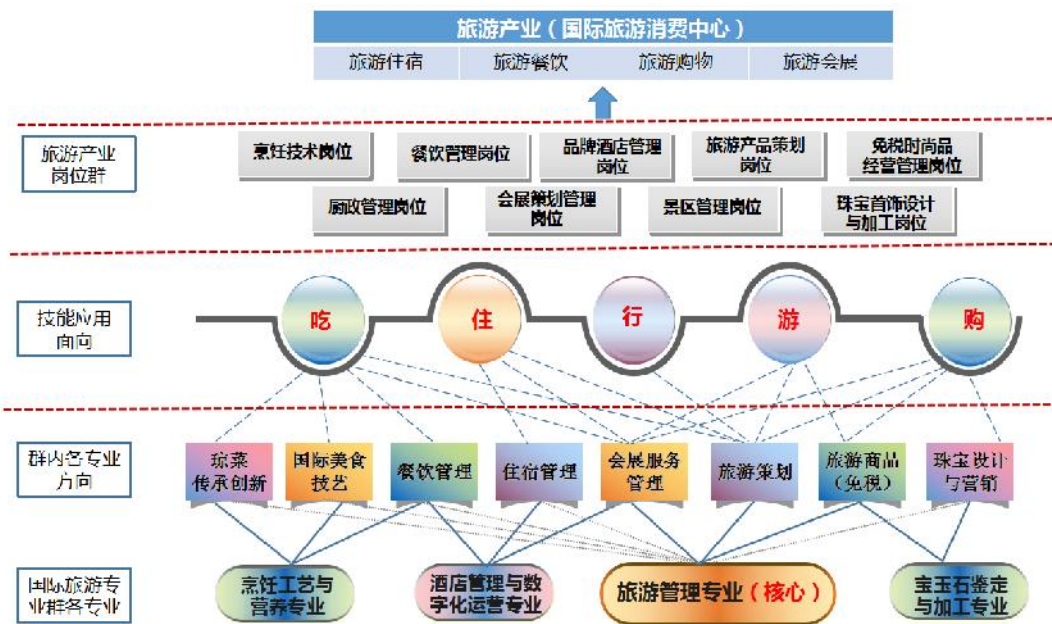 旅游产业（国际旅游消费中心）
旅游住宿 旅游餐饮 旅游购物 旅游会展
旅游产业
岗位群
烹饪技术岗位
餐饮管理岗位
品牌酒店管理
岗位
旅游产品策划
岗位
免税时尚品
经营管理岗位
厨政管理岗位
会展策划管理
岗位
景区管理岗位
珠宝首饰设计
与加工岗位
技能应用
面向
吃
住
行
游
购
群内各专业
方向
琼菜
传承创新
国际美食
技艺
餐饮管理
住宿管理
会展服务
管理
旅游策划
旅游商品
（免税）
珠宝设计
与营销
国际旅游专
业群各专业
烹饪工艺与
营养专业
酒店管理与数
字化运营专业
旅游管理专业（核心）
宝玉石鉴定
与加工专业